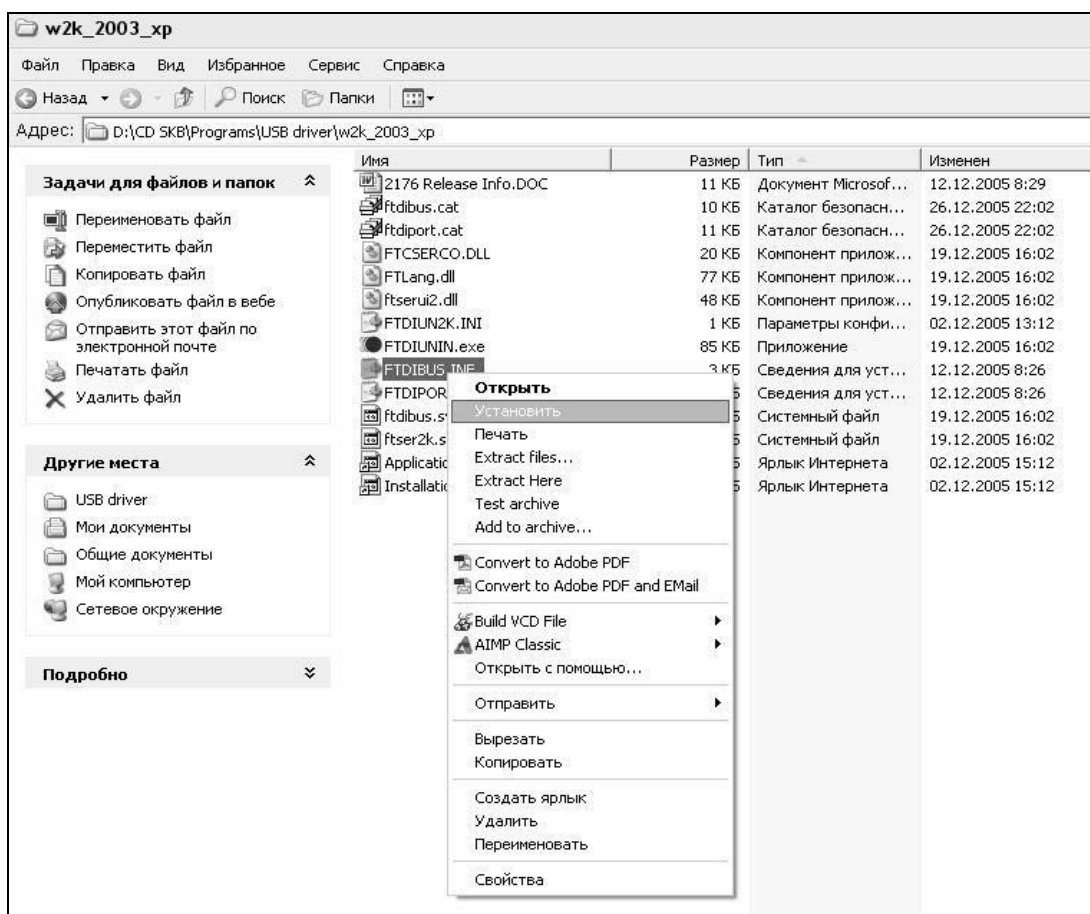 w2k_2003_xp
Файл Правка Вид Избранное Сервис Справка
Назад Поиск Папки
Адрес: D:\CD SKB\Programs\USB driver\w2k_2003_xp
Имя Размер Тип Изменен
2176 Release Info.DOC 11 КБ Документ Microsof... 12.12.2005 8:29
ftdibus.cat 10 КБ Каталог безопасн... 26.12.2005 22:02
ftdiport.cat 11 КБ Каталог безопасн... 26.12.2005 22:02
FTCSERCO.DLL 20 КБ Компонент прилож... 19.12.2005 16:02
FTLang.dll 77 КБ Компонент прилож... 19.12.2005 16:02
ftserui2.dll 48 КБ Компонент прилож... 19.12.2005 16:02
FTDIUN2K.INI 1 КБ Параметры конфи... 02.12.2005 13:12
FTDIUNIN.exe 85 КБ Приложение 19.12.2005 16:02
FTDIBUS.INF 3 КБ Сведения для уст... 12.12.2005 8:26
FTDIPOR Б Сведения для уст... 12.12.2005 8:26
ftdibus.s Б Системный файл 19.12.2005 16:02
ftser2k.s Б Системный файл 19.12.2005 16:02
Applicatio Б Ярлык Интернета 02.12.2005 15:12
Installatio Б Ярлык Интернета 02.12.2005 15:12
Задачи для файлов и папок
Переименовать файл
Переместить файл
Копировать файл
Опубликовать файл в вебе
Отправить этот файл по
электронной почте
Печатать файл
Удалить файл
Другие места
USB driver
Мои документы
Общие документы
Мой компьютер
Сетевое окружение
Подробно
Открыть
Установить
Печать
Extract files...
Extract Here
Test archive
Add to archive...
Convert to Adobe PDF
Convert to Adobe PDF and EMail
Build VCD File
AIMP Classic
Открыть с помощью...
Отправить
Вырезать
Копировать
Создать ярлык
Удалить
Переименовать
Свойства